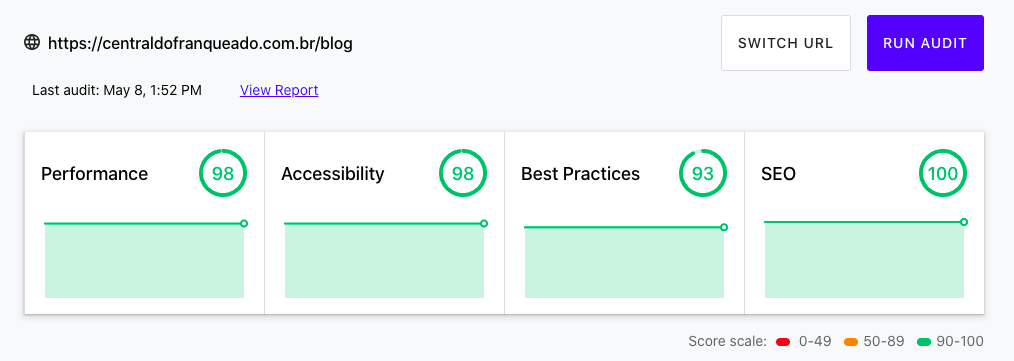 https://centraldofranqueado.com.br/blog
SWITCH URL
RUN AUDIT
Last audit: May 8, 1:52 PM
View Report
Performance 98
Accessibility 98
Best Practices 93
SEO 100
Score scale: 0-49 50-89 90-100